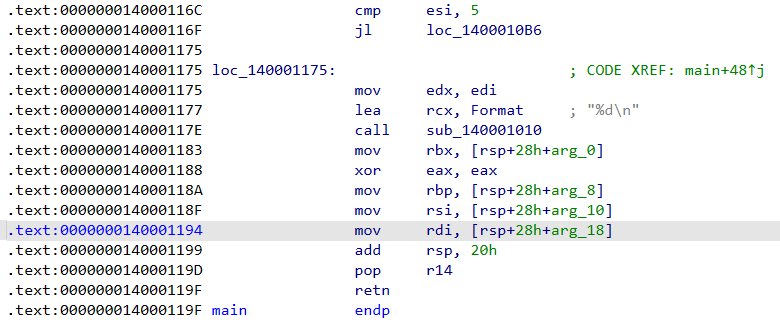 .text:000000014000116C cmp esi, 5
.text:000000014000116F jl loc_1400010B6
.text:0000000140001175
.text:0000000140001175 loc_140001175: ; CODE XREF: main+48↑j
.text:0000000140001175 mov edx, edi
.text:0000000140001177 lea rcx, Format ; "%d\n"
.text:000000014000117E call sub_140001010
.text:0000000140001183 mov rbx, [rsp+28h+arg_0]
.text:0000000140001188 xor eax, eax
.text:000000014000118A mov rbp, [rsp+28h+arg_8]
.text:000000014000118F mov rsi, [rsp+28h+arg_10]
.text:0000000140001194 mov rdi, [rsp+28h+arg_18]
.text:0000000140001199 add rsp, 20h
.text:000000014000119D pop r14
.text:000000014000119F retn
.text:000000014000119F main endp